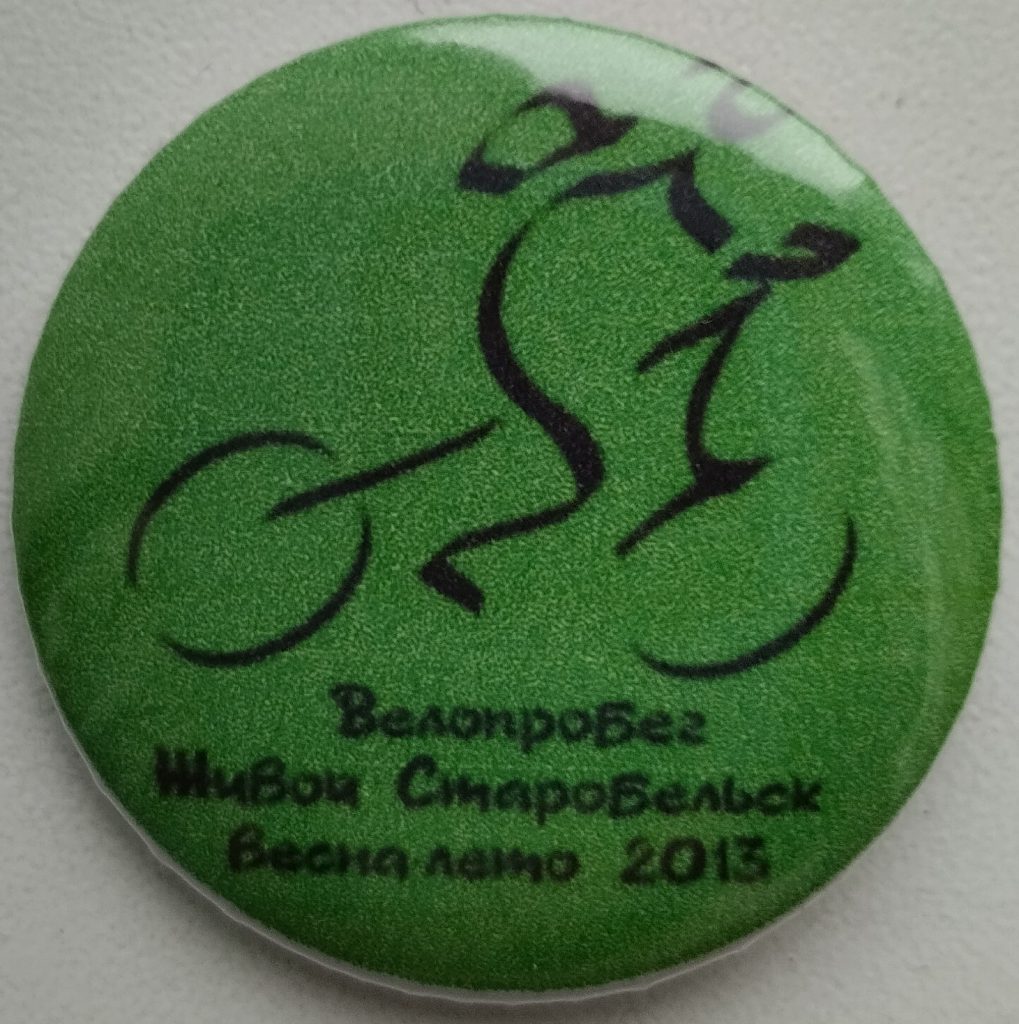 Велопробег
Живой Старобельск
весна лето 2013